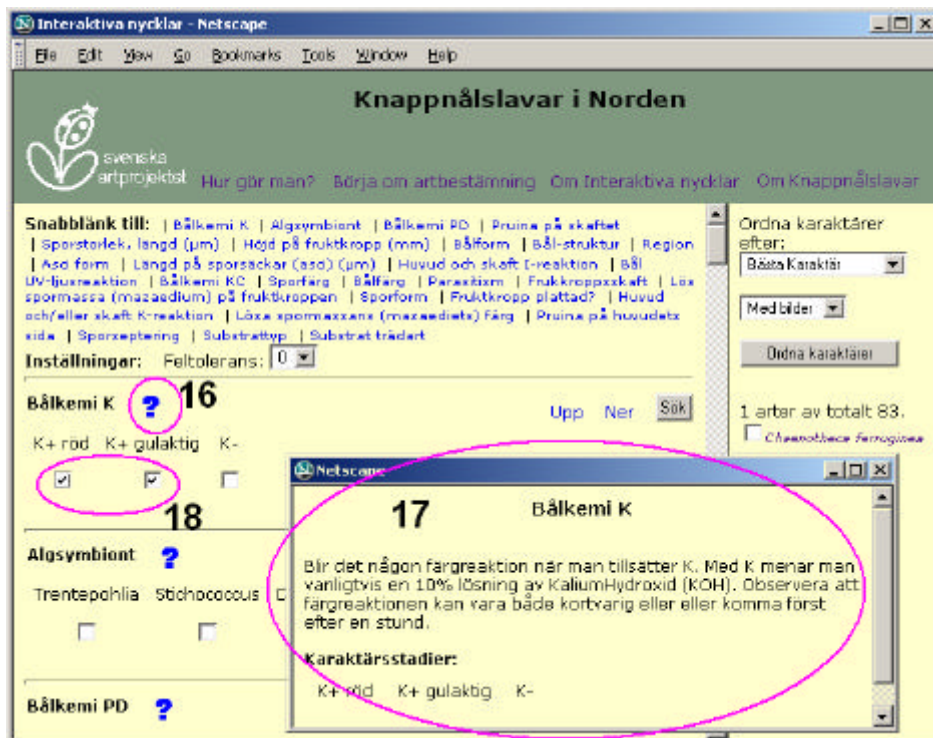 Interaktiva nycklar - Netscape
File Edit View Go Bookmarks Tools Window Help
Knappnålslavar i Norden
svenska
artprojektet
Hur gör man? Börja om artbestämning Om Interaktiva nycklar Om Knappnålslavar
Snabblänk till: | Bålkemi K | Algsymbiont | Bålkemi PD | Pruina på skaftet
| Sporstorlek, längd (µm) | Höjd på fruktkropp (mm) | Bålform | Bål-struktur | Region
| Asci form | Längd på sporsäckar (asci) (µm) | Huvud och skaft I-reaktion | Bål
UV-ljusreaktion | Bålkemi KC | Sporfärg | Bålfärg | Parasitism | Frukkroppsskaft | Lös
spormassa (mazaedium) på fruktkroppen | Sporform | Fruktkropp plattad? | Huvud
och/eller skaft K-reaktion | Lösa spormassans (mazaediets) färg | Pruina på huvudets
sida | Sporseptering | Substrattyp | Substrat trädart
Inställningar: Feltolerans: 0
Bålkemi K ? 16
Upp Ner Sök
K+ röd K+ gulaktig K-
18
Algsymbiont ?
Trentepohlia Stichococcus
Bålkemi PD ?
Ordna karaktärer
efter:
Bästa Karaktär
Med bilder
Ordna karaktärer
1 arter av totalt 83.
Chaenotheca ferruginea
Netscape
17
Bålkemi K
Blir det någon färgreaktion när man tillsätter K. Med K menar man
vanligtvis en 10% lösning av KaliumHydroxid (KOH). Observera att
färgreaktionen kan vara både kortvarig eller eller komma först
efter en stund.
Karaktärsstadier:
K+ röd K+ gulaktig K-